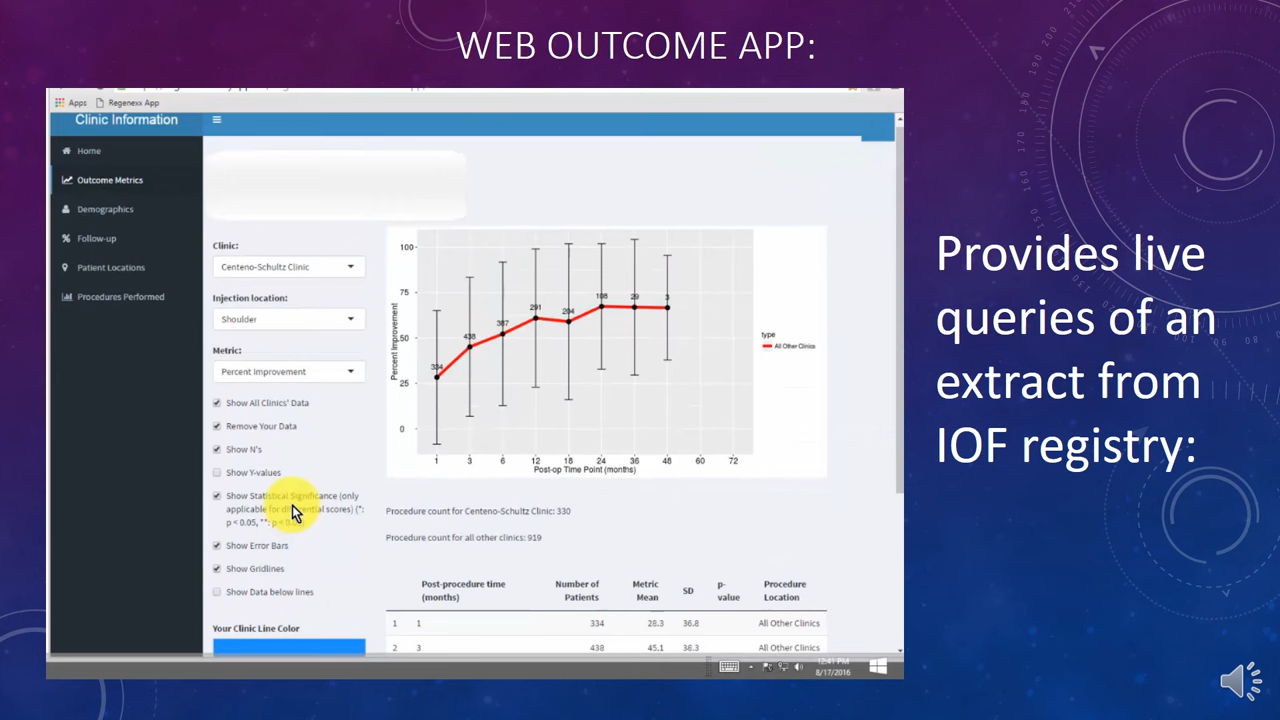 WEB OUTCOME APP:
Apps Regenexx App
Clinic Information
Home
Outcome Metrics
Demographics
Follow-up
Patient Locations
Procedures Performed
Clinic:
Centeno-Schultz Clinic
Injection location:
Shoulder
Metric:
Percent Improvement
Show All Clinics' Data
Remove Your Data
Show N's
Show Y-values
Show Statistical Significance (only
applicable for differential scores) (*:
p < 0.05, **: p <
Show Error Bars
Show Gridlines
Show Data below lines
Your Clinic Line Color
Percent Improvement
100
75
50
25
0
334
438
387
291
204
108
29
3
1 3 6 12 18 24 36 48 60 72
Post-op Time Point (months)
type
All Other Clinics
Procedure count for Centeno-Schultz Clinic: 330
Procedure count for all other clinics: 919
Post-procedure time (months) Number of Patients Metric Mean SD p-value Procedure Location
1 1 334 28.3 36.8 All Other Clinics
2 3 438 45.1 38.3 All Other Clinics
12:41 PM
8/17/2016
Provides live
queries of an
extract from
IOF registry: